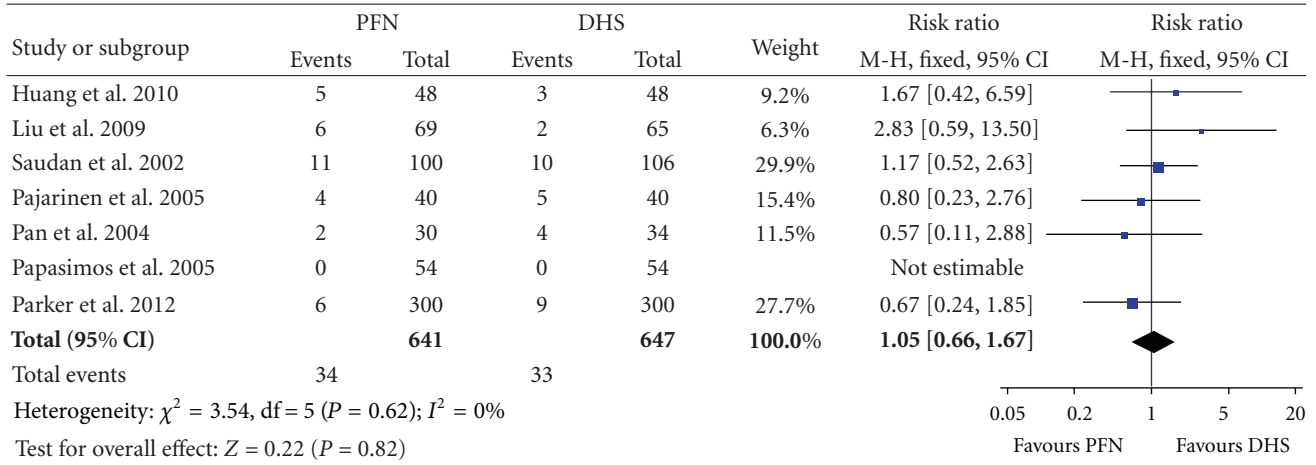 PFN DHS Risk ratio Risk ratio
Study or subgroup Events Total Events Total Weight M-H, fixed, 95% CI M-H, fixed, 95% CI
Huang et al. 2010 5 48 3 48 9.2% 1.67 [0.42, 6.59]
Liu et al. 2009 6 69 2 65 6.3% 2.83 [0.59, 13.50]
Saudan et al. 2002 11 100 10 106 29.9% 1.17 [0.52, 2.63]
Pajarinen et al. 2005 4 40 5 40 15.4% 0.80 [0.23, 2.76]
Pan et al. 2004 2 30 4 34 11.5% 0.57 [0.11, 2.88]
Papasimos et al. 2005 0 54 0 54 Not estimable
Parker et al. 2012 6 300 9 300 27.7% 0.67 [0.24, 1.85]
Total (95% CI) 641 647 100.0% 1.05 [0.66, 1.67]
Total events 34 33
Heterogeneity: χ² = 3.54, df = 5 (P = 0.62); I² = 0%
Test for overall effect: Z = 0.22 (P = 0.82)
0.05 0.2 1 5 20
Favours PFN Favours DHS